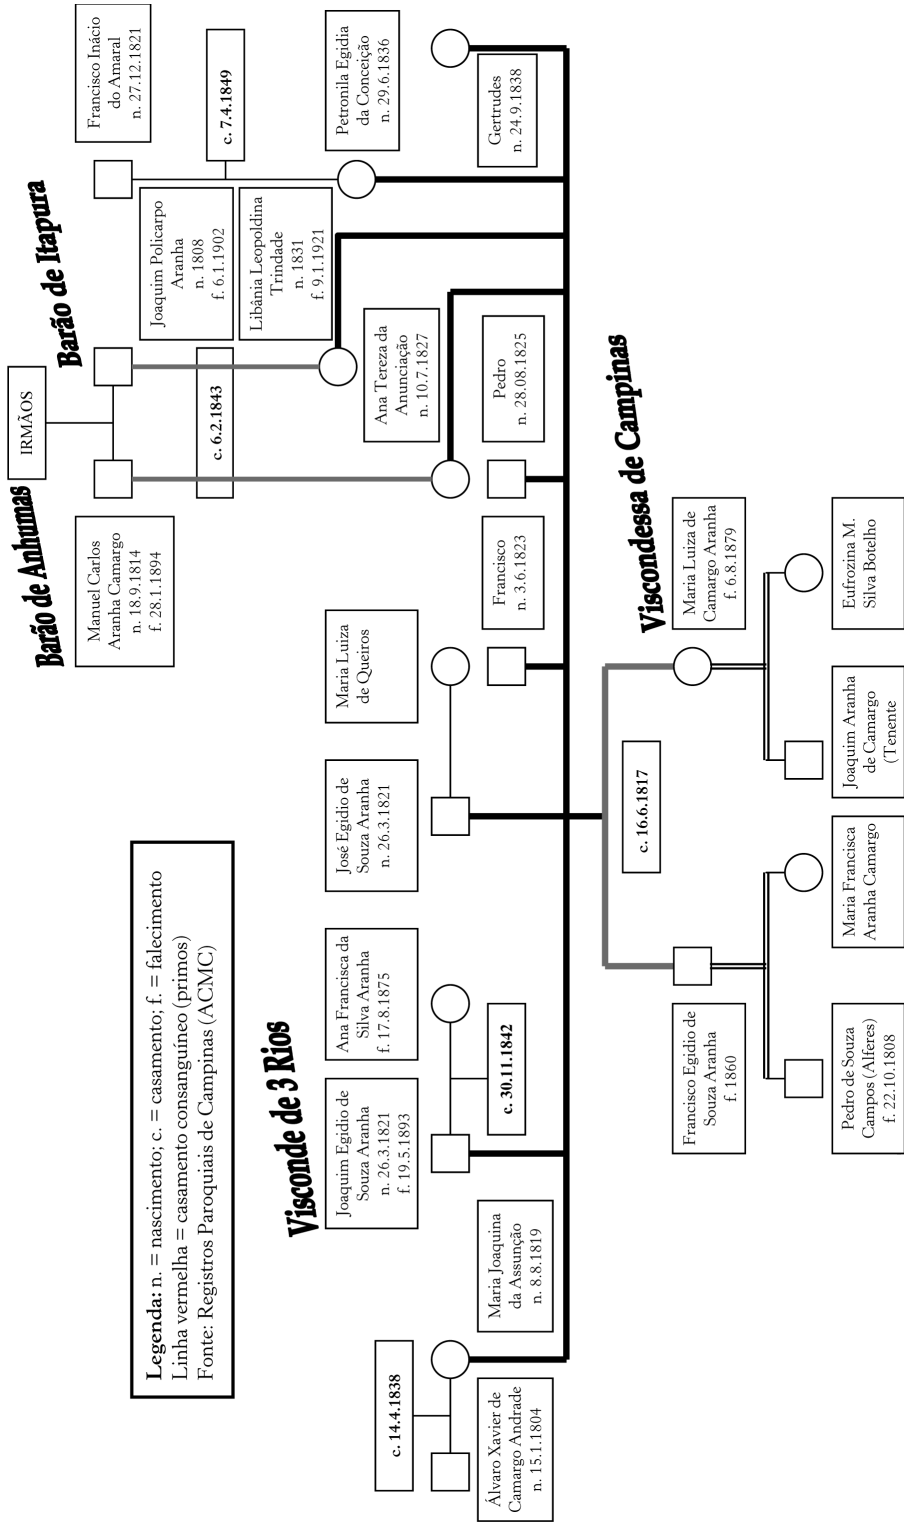 Legenda: n. = nascimento; c. = casamento; f. = falecimento
Linha vermelha = casamento consanguíneo (primos)
Fonte: Registros Paroquiais de Campinas (ACMC)
Barão de Anhumas
IRMÃOS
Barão de Itapura
Manuel Carlos
Aranha Camargo
n. 18.9.1814
f. 28.1.1894
Joaquim Policarpo
Aranha
n. 1808
f. 6.1.1902
Francisco Inácio
do Amaral
n. 27.12.1821
c. 6.2.1843
Libânia Leopoldina
Trindade
n. 1831
f. 9.1.1921
c. 7.4.1849
Visconde de 3 Rios
c. 14.4.1838
Joaquim Egidio de
Souza Aranha
n. 26.3.1821
f. 19.5.1893
Ana Francisca da
Silva Aranha
f. 17.8.1875
José Egidio de
Souza Aranha
n. 26.3.1821
Maria Luiza
de Queiros
Ana Tereza da
Anunciação
n. 10.7.1827
Petronila Egidia
da Conceição
n. 29.6.1836
Álvaro Xavier de
Camargo Andrade
n. 15.1.1804
Maria Joaquina
da Assunção
n. 8.8.1819
c. 30.11.1842
Francisco
n. 3.6.1823
Pedro
n. 28.08.1825
Gertrudes
n. 24.9.1838
c. 16.6.1817
Viscondessa de Campinas
Francisco Egidio de
Souza Aranha
f. 1860
Maria Luiza de
Camargo Aranha
f. 6.8.1879
Pedro de Souza
Campos (Alferes)
f. 22.10.1808
Maria Francisca
Aranha Camargo
Joaquim Aranha
de Camargo
(Tenente
Eufrozina M.
Silva Botelho